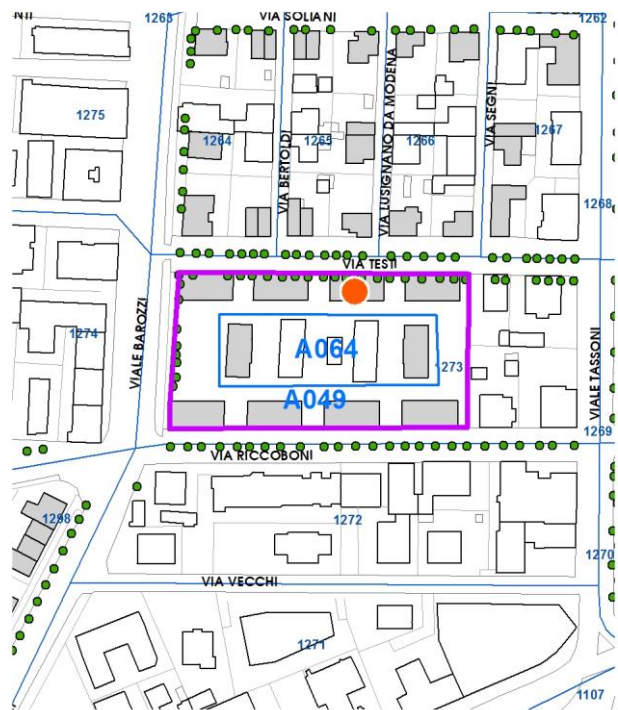 1263
VIA SOLIANI
1262
1275
VIA BERTOLDI
VIA LUSIGNANO DA MODENA
VIA SEGNI
1264
1265
1266
1267
1268
VIA TESTI
VIALE BAROZZI
1274
A064
273
A049
VIALE TASSONI
1269
VIA RICCOBONI
1298
1272
1270
VIA VECCHI
1271
1107